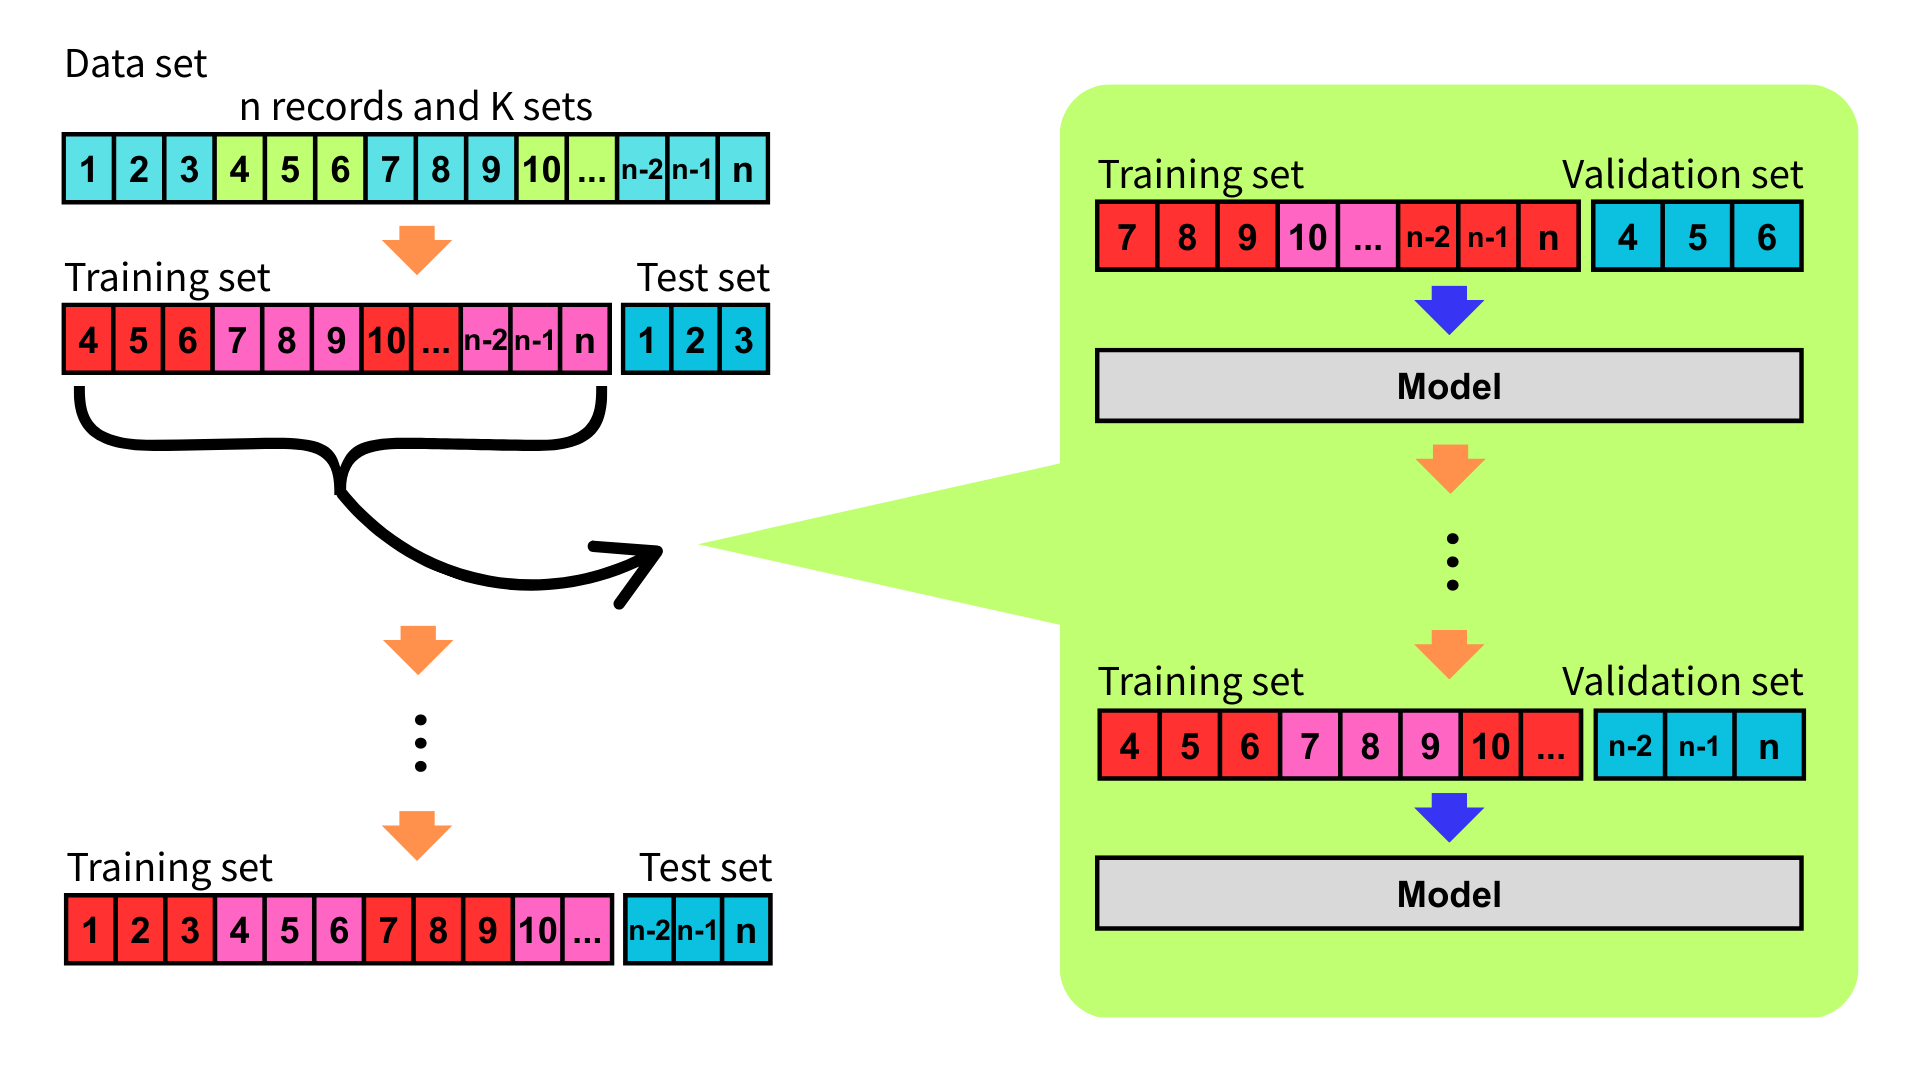 Data set
n records and K sets
1 2 3 4 5 6 7 8 9 10 ... n-2 n-1 n
Training set Test set
4 5 6 7 8 9 10 ... n-2 n-1 n 1 2 3
Training set Test set
1 2 3 4 5 6 7 8 9 10 ... n-2 n-1 n
Training set Validation set
7 8 9 10 ... n-2 n-1 n 4 5 6
Model
Training set Validation set
4 5 6 7 8 9 10 ... n-2 n-1 n
Model